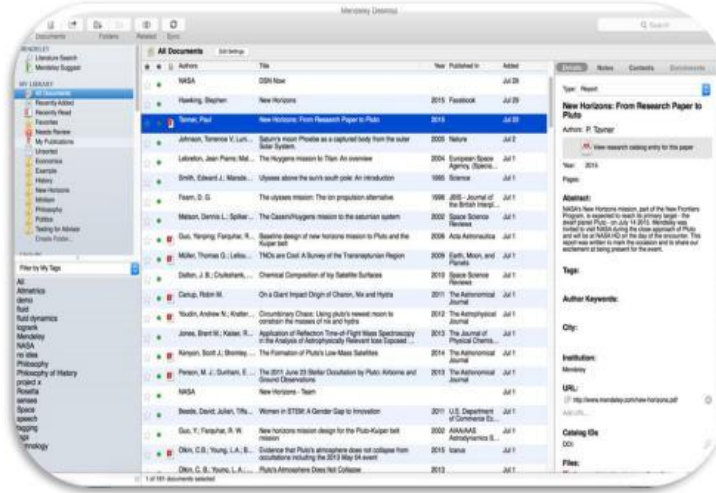 Mendeley Desktop
Documents Folders Related Sync
Search
MENDELEY
Literature Search
Mendeley Suggest
MY LIBRARY
All Documents
Recently Added
Recently Read
Favorites
Needs Review
My Publications
Unsorted
Economics
Example
History
New Horizons
Philosophy
Politics
Testing for Advisor
Create Folder...
Filter by My Tags
All
Altmetrics
demo
fluid
fluid dynamics
logrank
Mendeley
NASA
no idea
Philosophy
Philosophy of History
project x
Rosetta
senses
Space
speech
tagging
All Documents Edit Settings
Authors Title Year Published In Added
NASA DSN Now Jul 29
Hawking, Stephen New Horizons 2015 Facebook Jul 29
Tavner, Paul New Horizons: From Research Paper to Pluto 2015 Jul 20
Johnson, Torrence V; Lun... Saturn's moon Phoebe as a captured body from the outer Solar System. 2005 Nature Jul 2
Lebreton, Jean Pierre; Mat... The Huygens mission to Titan: An overview 2004 European Space Agency, (Specia... Jul 1
Smith, Edward J.; Marsde... Ulysses above the sun's south pole: An introduction 1995 Science Jul 1
Fearn, D. G. The ulysses mission: The ion propulsion alternative 1998 JBIS - Journal of the British Interpl... Jul 1
Matson, Dennis L.; Spilker... The Cassini/Huygens mission to the saturnian system 2002 Space Science Reviews Jul 1
Guo, Yanping; Farquhar, R... Baseline design of new horizons mission to Pluto and the Kuiper belt 2006 Acta Astronautica Jul 1
Müller, Thomas G.; Lellou... TNOs are Cool: A Survey of the Transneptunian Region 2009 Earth, Moon, and Planets Jul 1
Dalton, J. B.; Cruikshank, ... Chemical Composition of Icy Satellite Surfaces 2010 Space Science Reviews Jul 1
Canup, Robin M. On a Giant Impact Origin of Charon, Nix and Hydra 2011 The Astronomical Journal Jul 1
Youdin, Andrew N.; Kratter... Circumbinary Chaos: Using pluto's newest moon to constrain the masses of nix and hydra 2012 The Astrophysical Journal Jul 1
Jones, Brant M.; Kaiser, R... Application of Reflectron Time-of-Flight Mass Spectroscopy in the Analysis of Astrophysically Relevant Ices Exposed ... 2013 The Journal of Physical Chemis... Jul 1
Kenyon, Scott J.; Bromley, ... The Formation of Pluto's Low-Mass Satellites 2014 The Astronomical Journal Jul 1
Person, M. J.; Dunham, E. ... The 2011 June 23 Stellar Occultation by Pluto: Airborne and Ground Observations 2013 The Astronomical Journal Jul 1
NASA New Horizons - Team Jul 1
Beede, David; Julian, Tiffa... Women in STEM: A Gender Gap to Innovation 2011 U.S. Department of Commerce Ec... Jul 1
Guo, Y.; Farquhar, R. W. New horizons mission design for the Pluto-Kuiper belt mission 2002 AIAA/AAS Astrodynamics S... Jul 1
Olkin, C.B.; Young, L.A.; B... Evidence that Pluto's atmosphere does not collapse from occultations including the 2013 May 04 event 2015 Icarus Jul 1
Olkin, C. B.; Young, L. A.; ... Pluto's Atmosphere Does Not Collapse 2013 Jul 1
1 of 161 documents selected
Details Notes Contents Enrichments
Type: Report
New Horizons: From Research Paper to Pluto
Authors: P. Tavner
View research catalog entry for this paper
Year: 2015
Pages:
Abstract:
NASA's New Horizons mission, part of the New Frontiers
Program, is expected to reach its primary target - the
dwarf planet Pluto - on July 14 2015. Mendeley was
invited to visit NASA during the close approach of Pluto
and will be at NASA HQ on the day of the encounter. This
report was written to mark the occasion and to share our
excitement at being present for the event.
Tags:
Author Keywords:
City:
Institution:
Mendeley
URL:
http://www.mendeley.com/new-horizons.pdf
Add URL...
Catalog IDs
DOI:
Files: